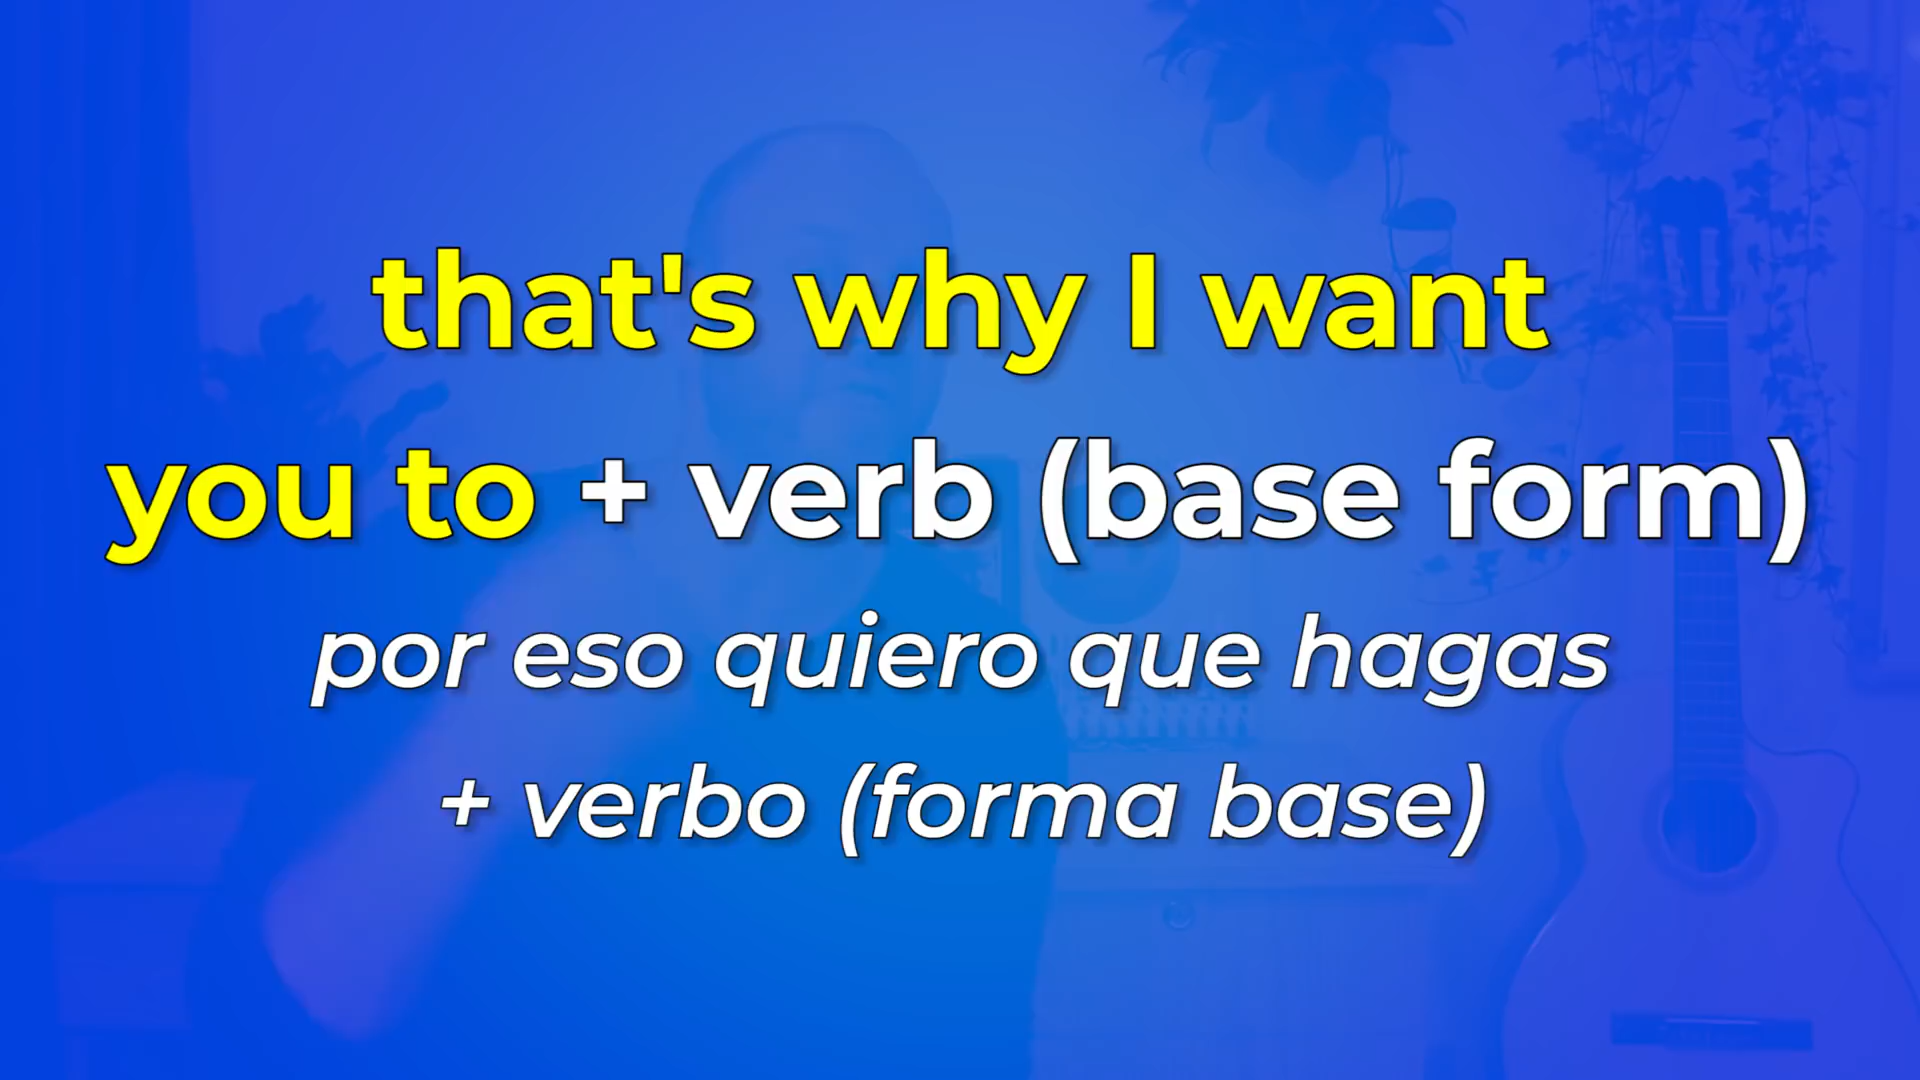 that's why I want
you to + verb (base form)
por eso quiero que hagas
+ verbo (forma base)